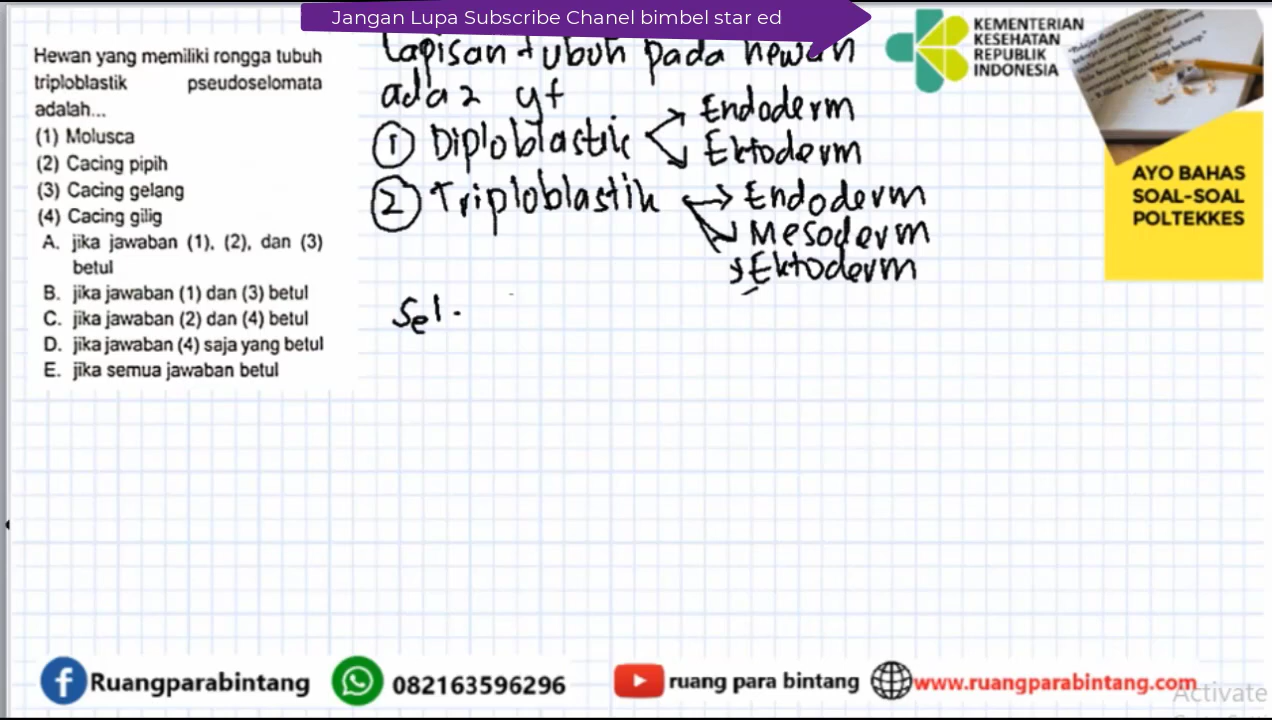 Jangan Lupa Subscribe Chanel bimbel star ed
Hewan yang memiliki rongga tubuh
triploblastik pseudoselomata
adalah...
(1) Molusca
(2) Cacing pipih
(3) Cacing gelang
(4) Cacing gilig
A. jika jawaban (1), (2), dan (3)
betul
B. jika jawaban (1) dan (3) betul
C. jika jawaban (2) dan (4) betul
D. jika jawaban (4) saja yang betul
E. jika semua jawaban betul
Lapisan tubuh pada hewan
ada 2 yt
① Diploblastik Endoderm
Ektoderm
② Triploblastik Endoderm
Mesoderm
Ektoderm
Sel.
KEMENTERIAN
KESEHATAN
REPUBLIK
INDONESIA
AYO BAHAS
SOAL-SOAL
POLTEKKES
Ruangparabintang
082163596296
ruang para bintang
www.ruangparabintang.com
Activate